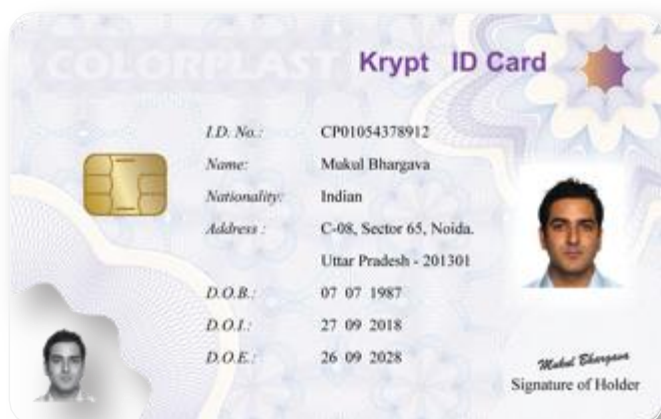 COLORPLAST
Krypt ID Card
I.D. No.: CP01054378912
Name: Mukul Bhargava
Nationality: Indian
Address : C-08, Sector 65, Noida.
Uttar Pradesh - 201301
D.O.B.: 07 07 1987
D.O.I.: 27 09 2018
D.O.E.: 26 09 2028
Mukul Bhargava
Signature of Holder